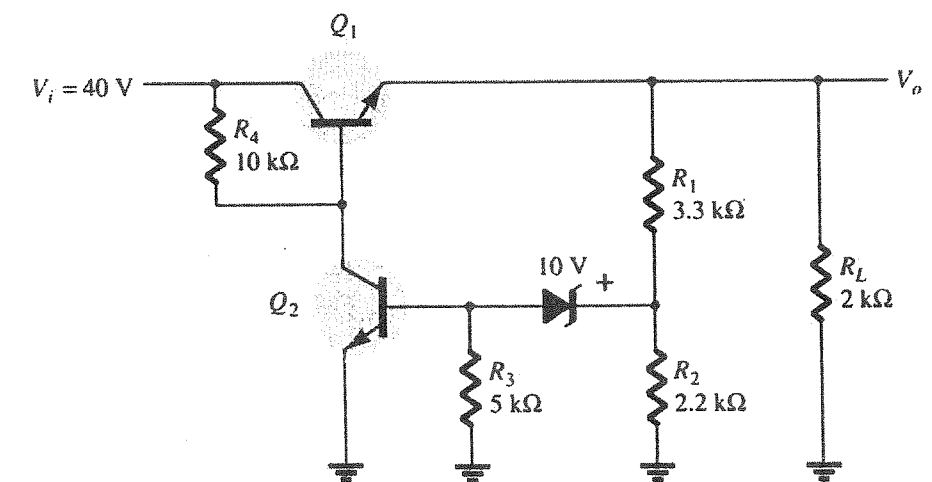 Q1
Vi = 40 V
Vo
R4
10 kΩ
R1
3.3 kΩ
10 V
+
RL
2 kΩ
Q2
R3
5 kΩ
R2
2.2 kΩ